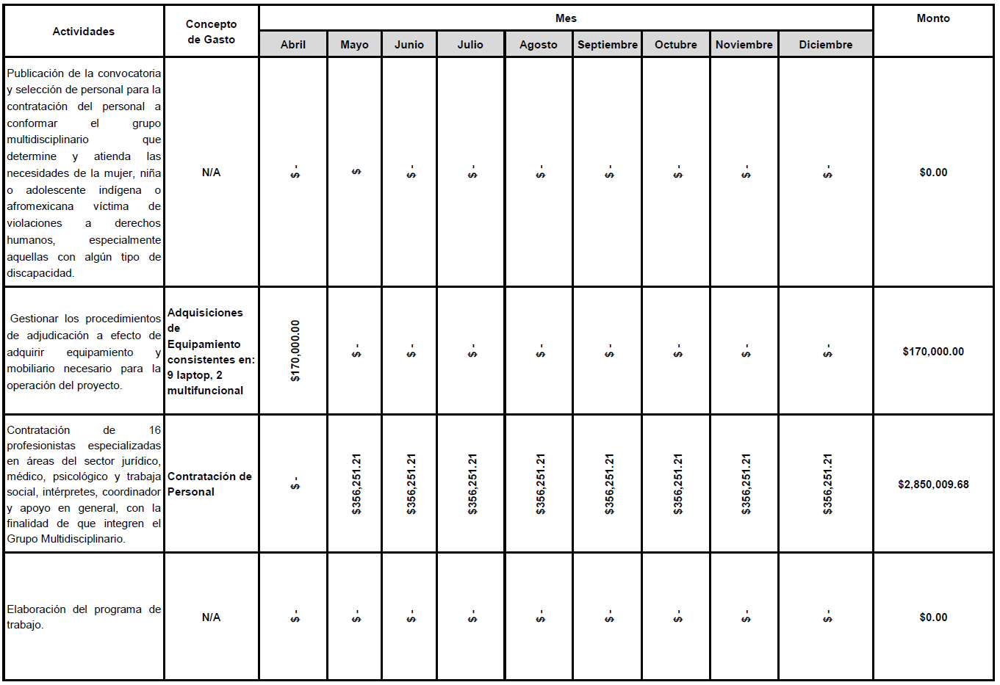 Actividades
Concepto
de Gasto
Mes
Monto
Abril
Mayo
Junio
Julio
Agosto
Septiembre
Octubre
Noviembre
Diciembre
Publicación de la convocatoria
y selección de personal para la
contratación del personal a
conformar el grupo
multidisciplinario que
determine y atienda las
necesidades de la mujer, niña
o adolescente indígena o
afromexicana víctima de
violaciones a derechos
humanos, especialmente
aquellas con algún tipo de
discapacidad.
N/A
$ -
$
$ -
$ -
$ -
$ -
$ -
$ -
$ -
$0.00
Gestionar los procedimientos
de adjudicación a efecto de
adquirir equipamiento y
mobiliario necesario para la
operación del proyecto.
Adquisiciones
de
Equipamiento
consistentes en:
9 laptop, 2
multifuncional
$170,000.00
$ -
$ -
$ -
$ -
$ -
$ -
$ -
$ -
$170,000.00
Contratación de 16
profesionistas especializadas
en áreas del sector jurídico,
médico, psicológico y trabaja
social, intérpretes, coordinador
y apoyo en general, con la
finalidad de que integren el
Grupo Multidisciplinario.
Contratación de
Personal
$ -
$356,251.21
$356,251.21
$356,251.21
$356,251.21
$356,251.21
$356,251.21
$356,251.21
$356,251.21
$2,850,009.68
Elaboración del programa de
trabajo.
N/A
$ -
$ -
$ -
$ -
$ -
$ -
$ -
$ -
$ -
$0.00